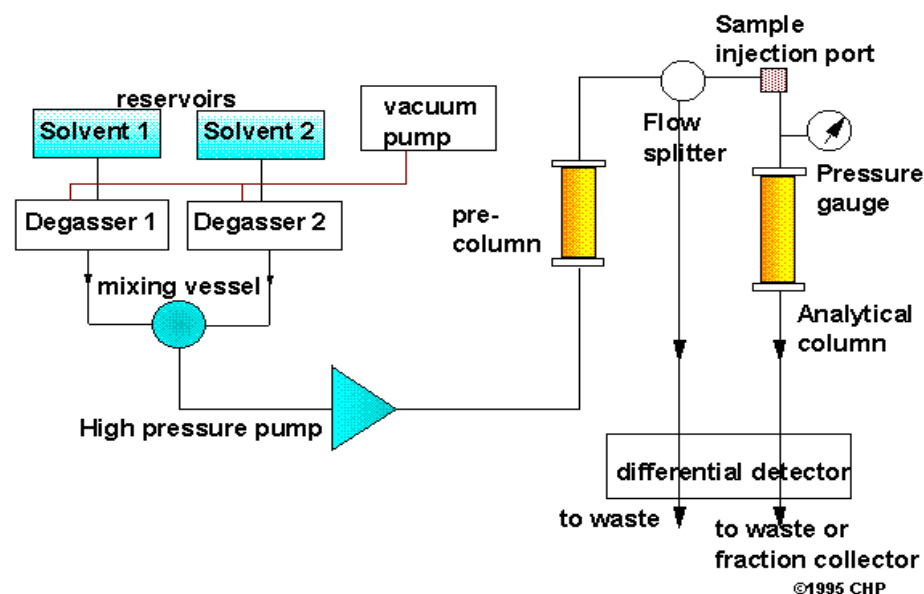 Sample
injection port
reservoirs
Solvent 1
Solvent 2
vacuum
pump
Flow
splitter
Degasser 1
Degasser 2
pre-
column
Pressure
gauge
mixing vessel
Analytical
column
High pressure pump
differential detector
to waste
to waste or
fraction collector
©1995 CHP